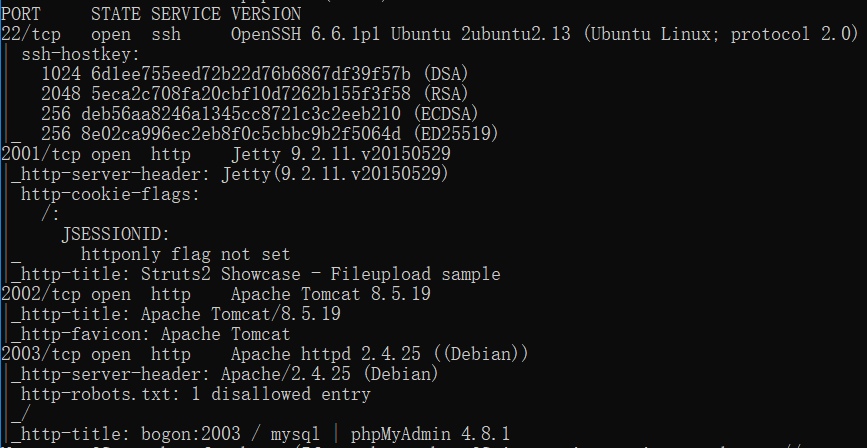 PORT     STATE SERVICE VERSION
22/tcp   open  ssh     OpenSSH 6.6.1p1 Ubuntu 2ubuntu2.13 (Ubuntu Linux; protocol 2.0)
| ssh-hostkey:
|   1024 6d1ee755eed72b22d76b6867df39f57b (DSA)
|   2048 5eca2c708fa20cbf10d7262b155f3f58 (RSA)
|   256 deb56aa8246a1345cc8721c3c2eeb210 (ECDSA)
|_  256 8e02ca996ec2eb8f0c5cbbc9b2f5064d (ED25519)
2001/tcp open  http    Jetty 9.2.11.v20150529
|_http-server-header: Jetty(9.2.11.v20150529)
| http-cookie-flags:
|   /:
|     JSESSIONID:
|_      httponly flag not set
|_http-title: Struts2 Showcase - Fileupload sample
2002/tcp open  http    Apache Tomcat 8.5.19
|_http-title: Apache Tomcat/8.5.19
|_http-favicon: Apache Tomcat
2003/tcp open  http    Apache httpd 2.4.25 ((Debian))
|_http-server-header: Apache/2.4.25 (Debian)
| http-robots.txt: 1 disallowed entry
|_/
|_http-title: bogon:2003 / mysql | phpMyAdmin 4.8.1